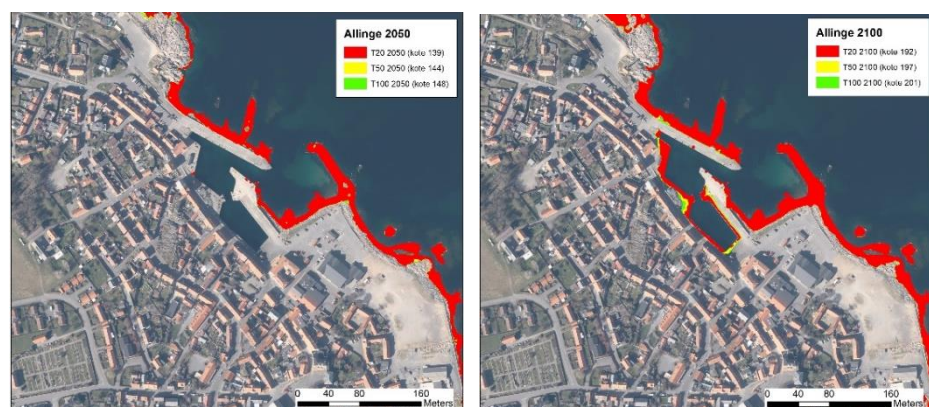 Allinge 2050
T20 2050 (kote 139)
T50 2050 (kote 144)
T100 2050 (kote 148)
0 40 80 160
Meters
Allinge 2100
T20 2100 (kote 192)
T50 2100 (kote 197)
T100 2100 (kote 201)
0 40 80 160
Meters